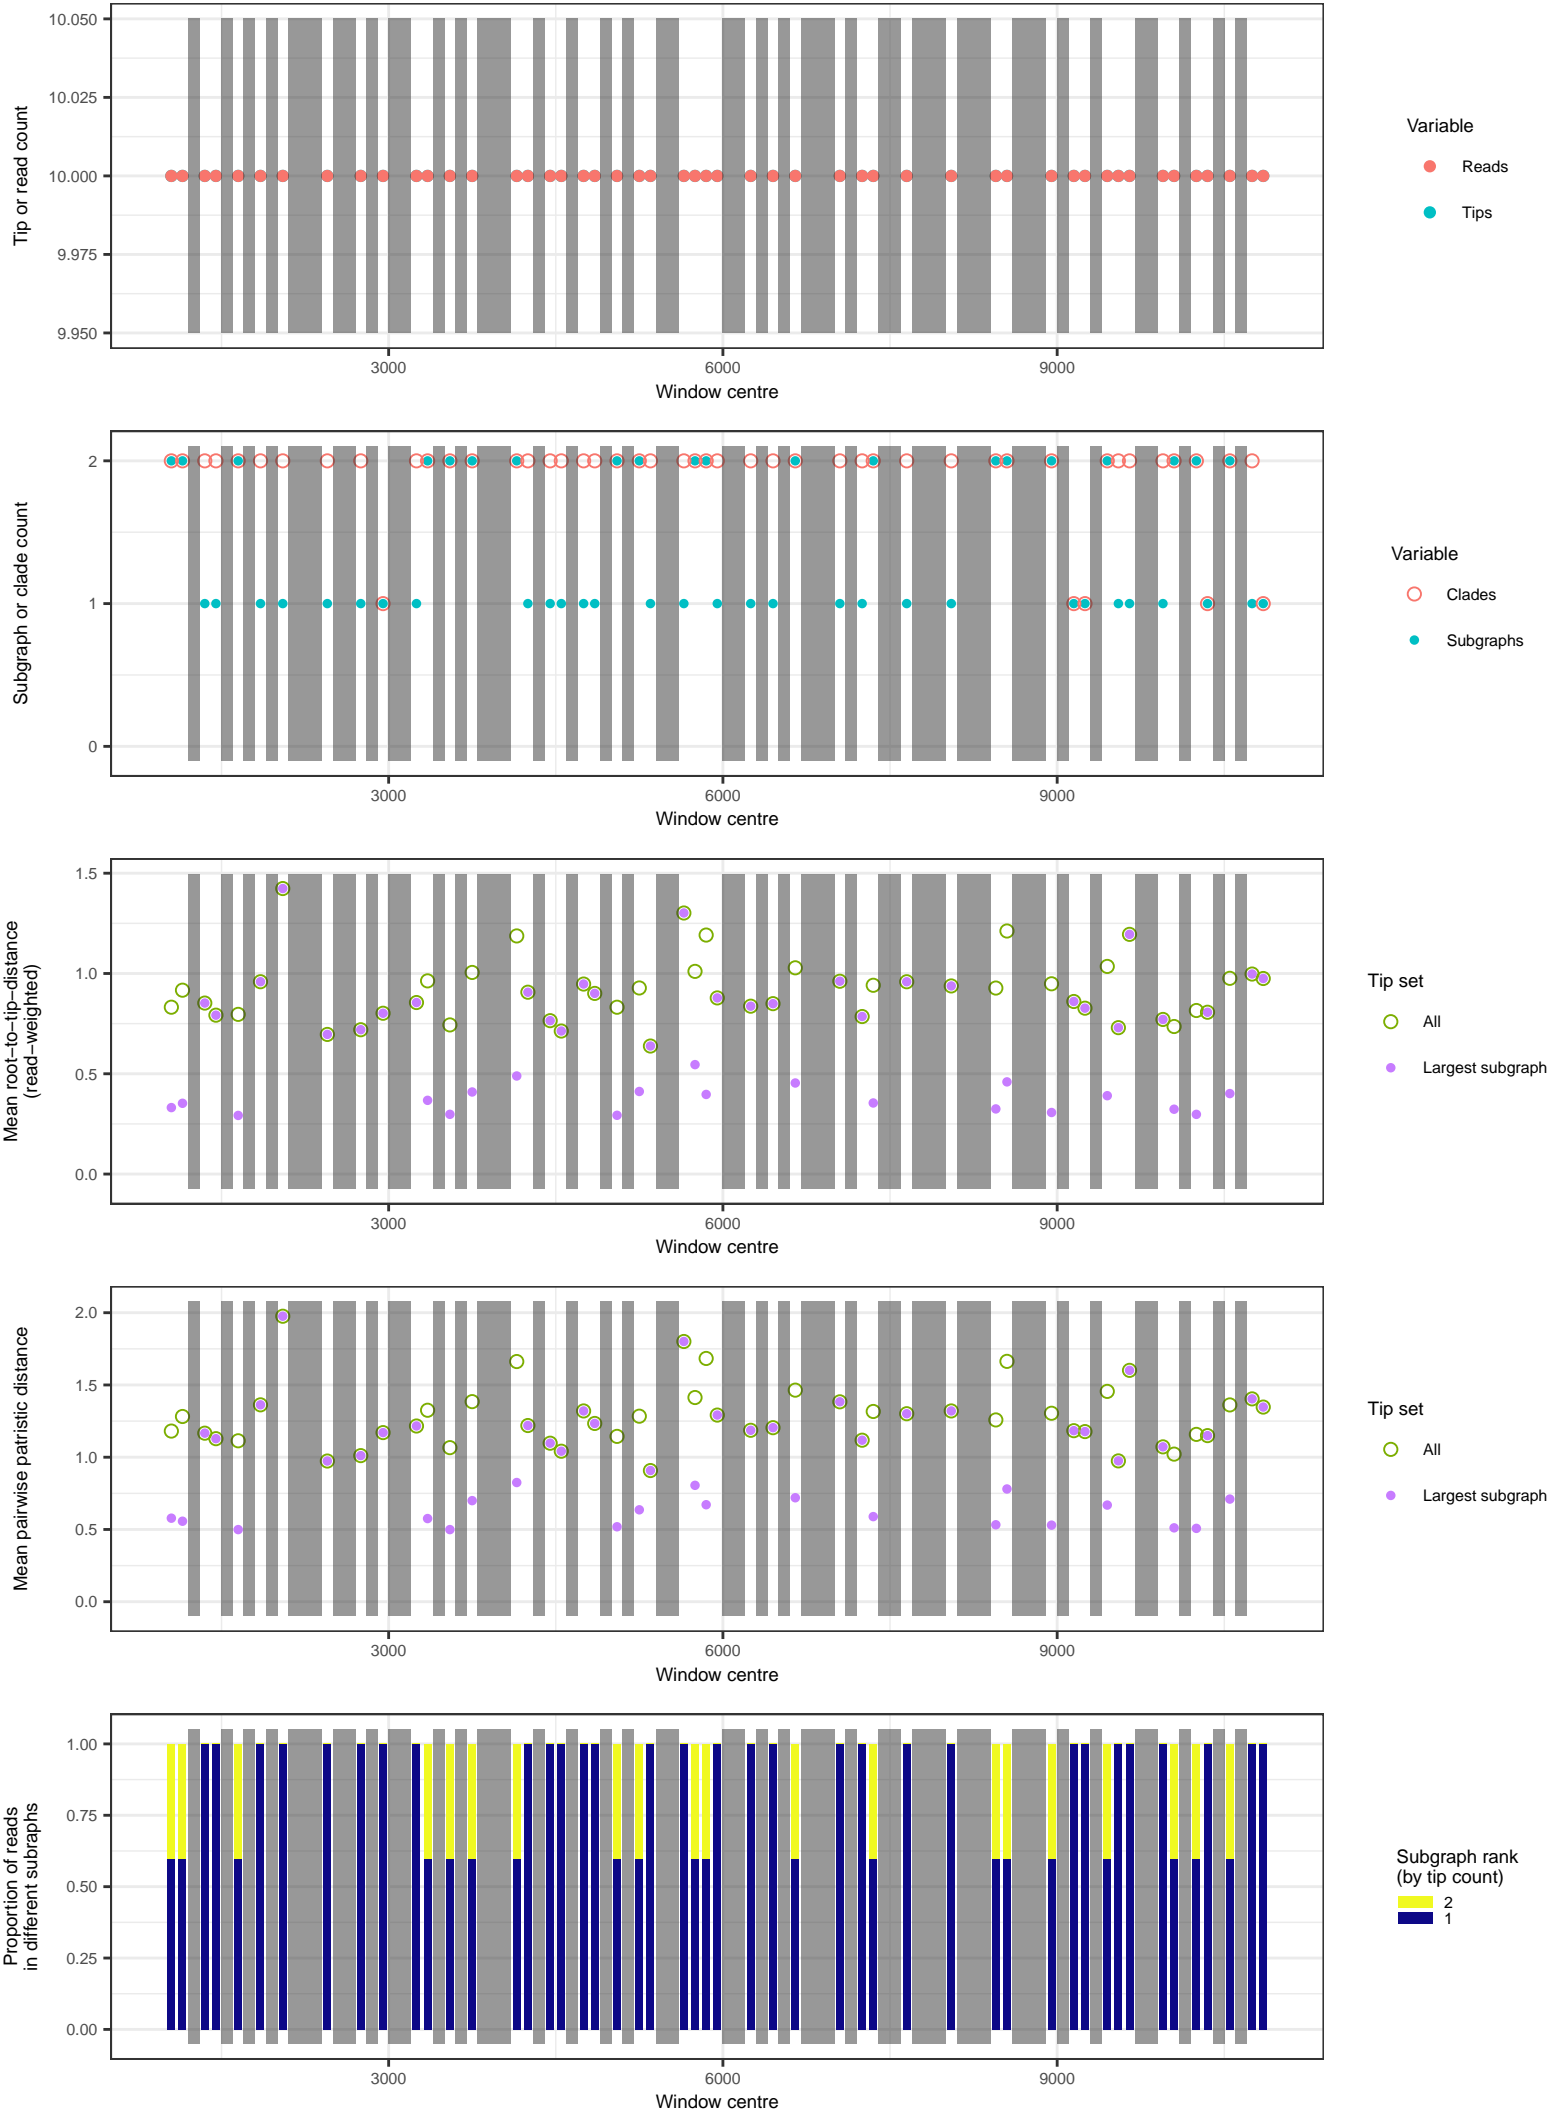 10.050
10.025
10.000
9.975
9.950
Tip or read count
3000
6000
9000
Window centre
Variable
Reads
Tips
2
1
0
Subgraph or clade count
3000
6000
9000
Window centre
Variable
Clades
Subgraphs
1.5
1.0
0.5
0.0
Mean root−to−tip−distance
(read−weighted)
3000
6000
9000
Window centre
Tip set
All
Largest subgraph
2.0
1.5
1.0
0.5
0.0
Mean pairwise patristic distance
3000
6000
9000
Window centre
Tip set
All
Largest subgraph
1.00
0.75
0.50
0.25
0.00
Proportion of reads
in different subraphs
3000
6000
9000
Window centre
Subgraph rank
(by tip count)
2
1